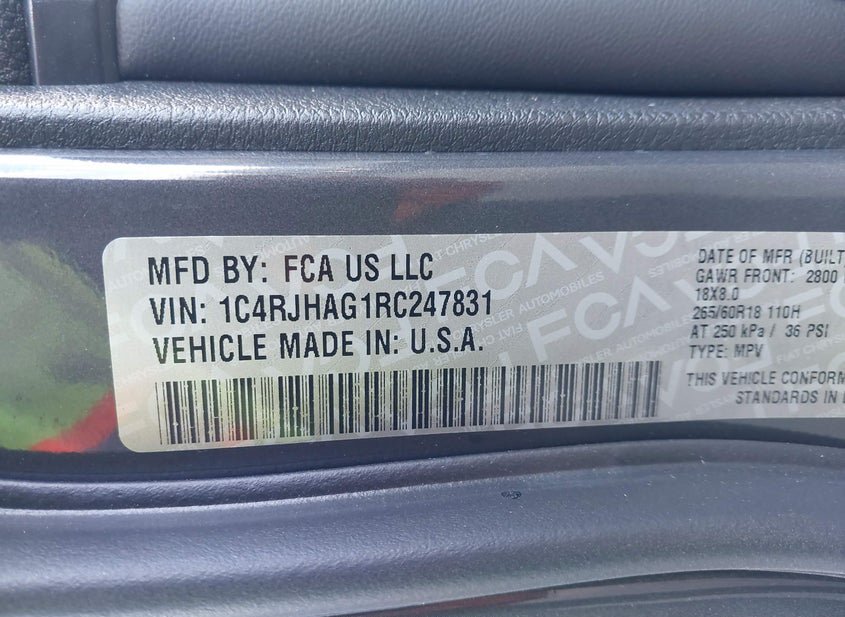 MFD BY: FCA US LLC
VIN: 1C4RJHAG1RC247831
VEHICLE MADE IN: U.S.A.
DATE OF MFR (BUILT
GAWR FRONT: 2800
18X8.0
265/60R18 110H
AT 250 kPa / 36 PSI
TYPE: MPV
THIS VEHICLE CONFORM
STANDARDS IN